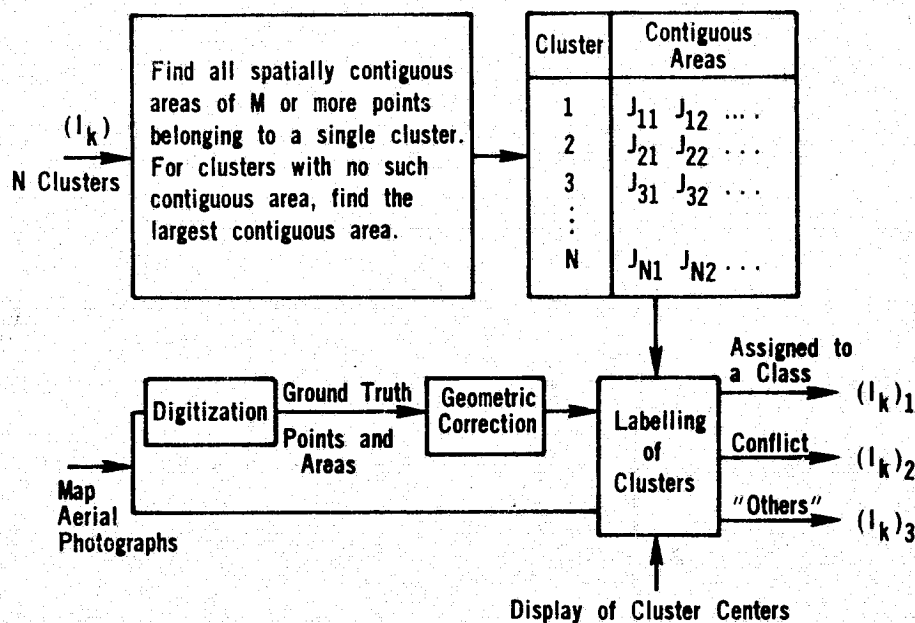 (I_k)
N Clusters
Find all spatially contiguous
areas of M or more points
belonging to a single cluster.
For clusters with no such
contiguous area, find the
largest contiguous area.
Cluster Contiguous Areas
1 J_11 J_12 ....
2 J_21 J_22 ...
3 J_31 J_32 ...
⋮
N J_N1 J_N2 ...
Map
Aerial
Photographs
Digitization
Ground Truth
Points and
Areas
Geometric
Correction
Labelling
of
Clusters
Display of Cluster Centers
Assigned to
a Class
(I_k)_1
Conflict
(I_k)_2
"Others"
(I_k)_3